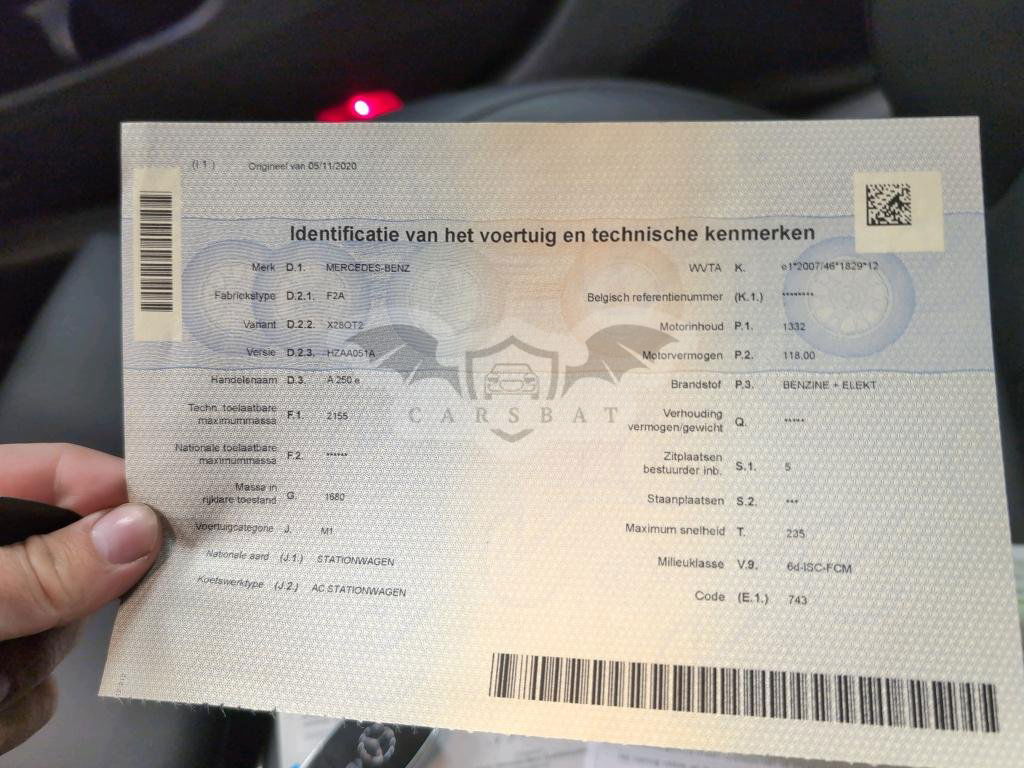 (I 1)
Origineel van 05/11/2020
Identificatie van het voertuig en technische kenmerken
Merk D.1. MERCEDES-BENZ
Fabriekstype D.2.1. F2A
Variant D.2.2. X28QT2
Versie D.2.3. HZAA051A
Handelsnaam D.3. A 250 e
Techn. toelaatbare
maximummassa F.1. 2155
Nationale toelaatbare
maximummassa F.2. ******
Massa in
rijklare toestand G. 1680
Voertuigcategorie J. M1
Nationale aard (J.1.) STATIONWAGEN
Koetswerktype (J.2.) AC STATIONWAGEN
WVTA K. e1*2007/46*1829*12
Belgisch referentienummer (K.1.) ********
Motorinhoud P.1. 1332
Motorvermogen P.2. 118.00
Brandstof P.3. BENZINE + ELEKT
Verhouding
vermogen/gewicht Q. *****
Zitplaatsen
bestuurder inb. S.1. 5
Staanplaatsen S.2. ***
Maximum snelheid T. 235
Milieuklasse V.9. 6d-ISC-FCM
Code (E.1.) 743
CARSBAT